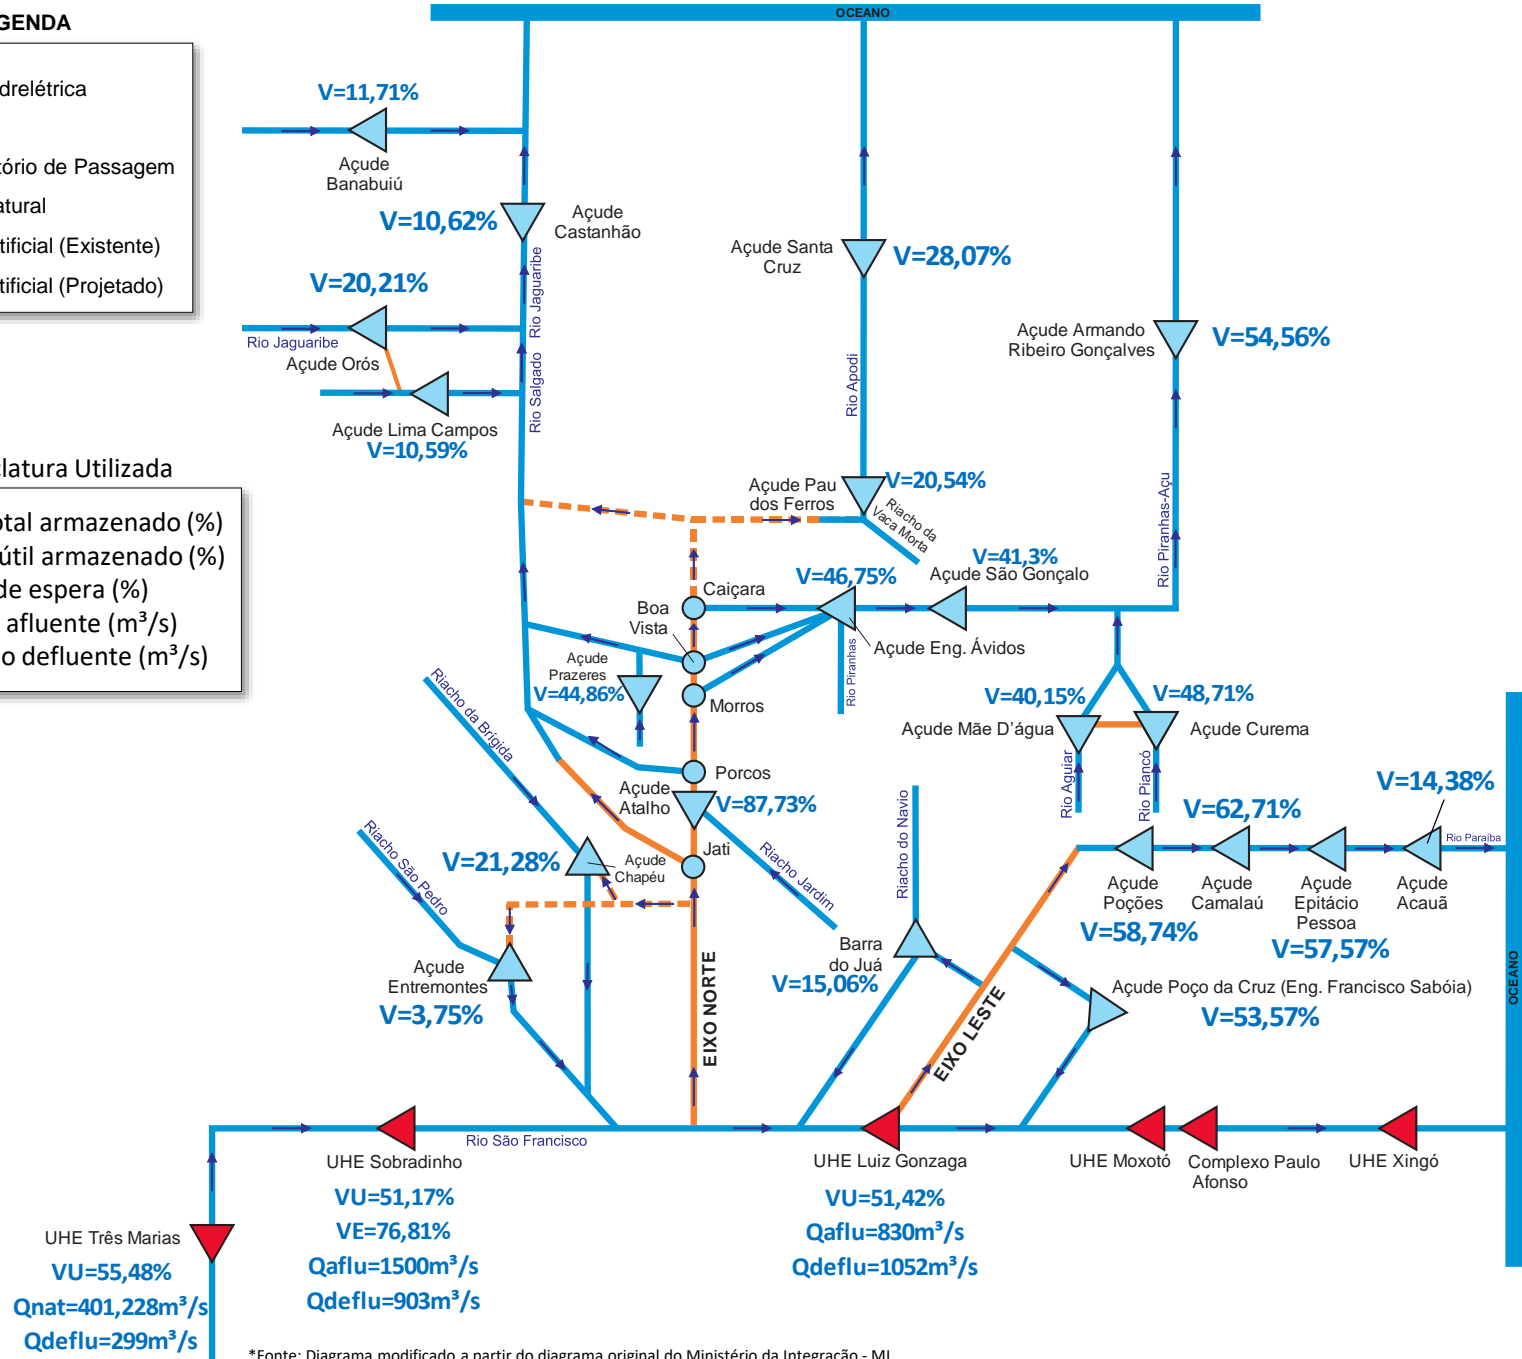 OCEANO
GENDA
drelétrica
tório de Passagem
atural
tificial (Existente)
tificial (Projetado)
V=11,71%
Açude
Banabuiú
V=10,62%
Açude
Castanhão
Rio Jaguaribe
V=20,21%
Rio Jaguaribe
Açude Orós
Rio Salgado
Açude Lima Campos
V=10,59%
Açude Santa
Cruz
V=28,07%
Rio Apodi
Açude Armando
Ribeiro Gonçalves
V=54,56%
Rio Piranhas-Açu
clatura Utilizada
otal armazenado (%)
útil armazenado (%)
de espera (%)
afluente (m³/s)
o defluente (m³/s)
Açude Pau
dos Ferros
V=20,54%
Riacho da
Vaca Morta
V=41,3%
Açude São Gonçalo
V=46,75%
Caiçara
Boa
Vista
Açude Eng. Ávidos
Rio Piranhas
Açude
Prazeres
V=44,86%
Morros
Riacho da Brígida
V=40,15%
V=48,71%
Açude Mãe D'água
Açude Curema
Rio Aguiar
Rio Piancó
Porcos
Açude
Atalho
V=87,73%
Riacho Jardim
Jati
V=21,28%
Açude
Chapéu
Riacho São Pedro
Riacho do Navio
V=14,38%
V=62,71%
Rio Paraíba
Açude
Poções
Açude
Camalaú
Açude
Epitácio
Pessoa
Açude
Acauã
V=58,74%
V=57,57%
Açude
Entremontes
V=3,75%
Barra
do Juá
V=15,06%
EIXO NORTE
EIXO LESTE
Açude Poço da Cruz (Eng. Francisco Sabóia)
V=53,57%
OCEANO
Rio São Francisco
UHE Sobradinho
VU=51,17%
VE=76,81%
Qaflu=1500m³/s
Qdeflu=903m³/s
UHE Luiz Gonzaga
VU=51,42%
Qaflu=830m³/s
Qdeflu=1052m³/s
UHE Moxotó
Complexo Paulo
Afonso
UHE Xingó
UHE Três Marias
VU=55,48%
Qnat=401,228m³/s
Qdeflu=299m³/s
*Fonte: Diagrama modificado a partir do diagrama original do Ministério da Integração - MI